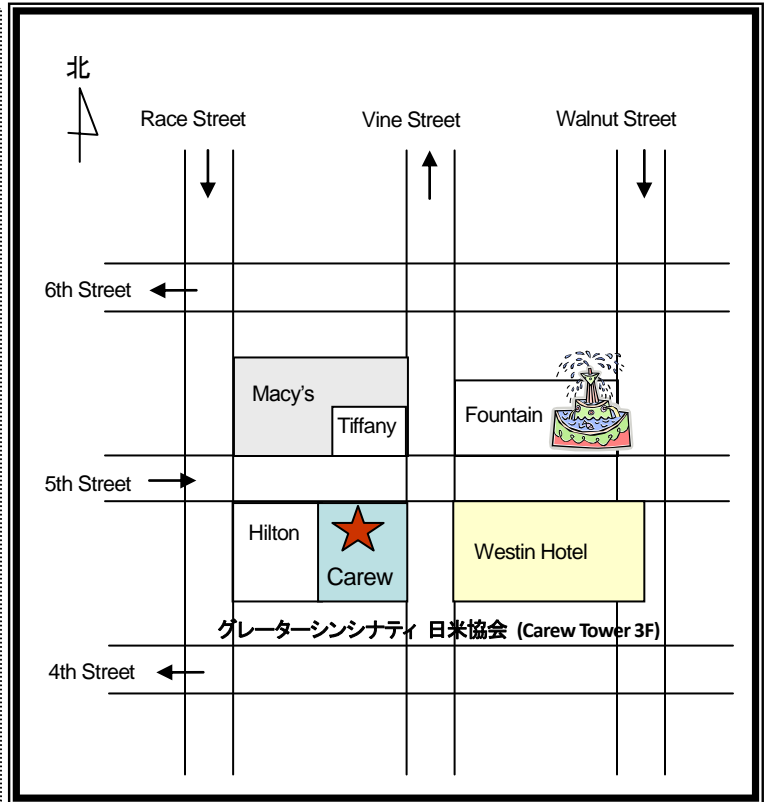 北
Race Street
Vine Street
Walnut Street
6th Street
Macy's
Tiffany
Fountain
5th Street
Hilton
Carew
Westin Hotel
グレーターシンシナティ 日米協会 (Carew Tower 3F)
4th Street